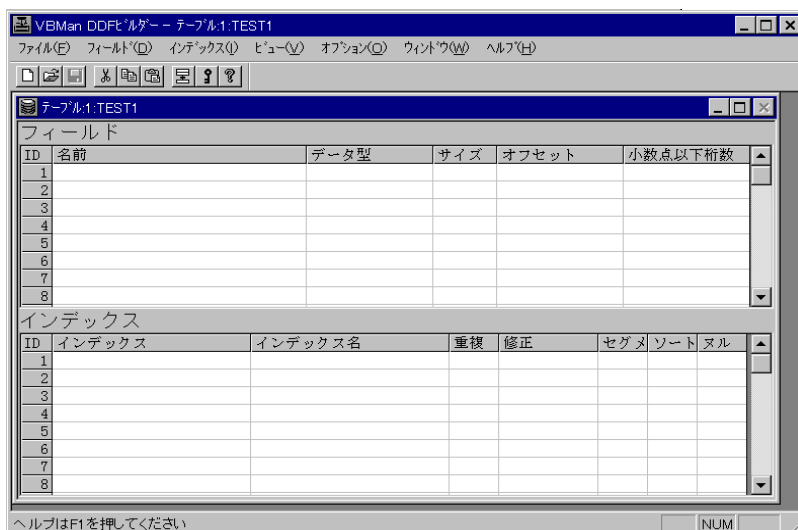 VBMan DDFﾋﾞﾙﾀﾞｰ － ﾃｰﾌﾞﾙ:1:TEST1
ﾌｧｲﾙ(F) ﾌｨｰﾙﾄﾞ(D) ｲﾝﾃﾞｯｸｽ(I) ﾋﾞｭｰ(V) ｵﾌﾟｼｮﾝ(O) ｳｨﾝﾄﾞｳ(W) ﾍﾙﾌﾟ(H)
ﾃｰﾌﾞﾙ:1:TEST1
フィールド
ID 名前 データ型 サイズ オフセット 小数点以下桁数
1
2
3
4
5
6
7
8
インデックス
ID インデックス インデックス名 重複 修正 セグメ ソート ヌル
1
2
3
4
5
6
7
8
ヘルプはF1を押してください NUM